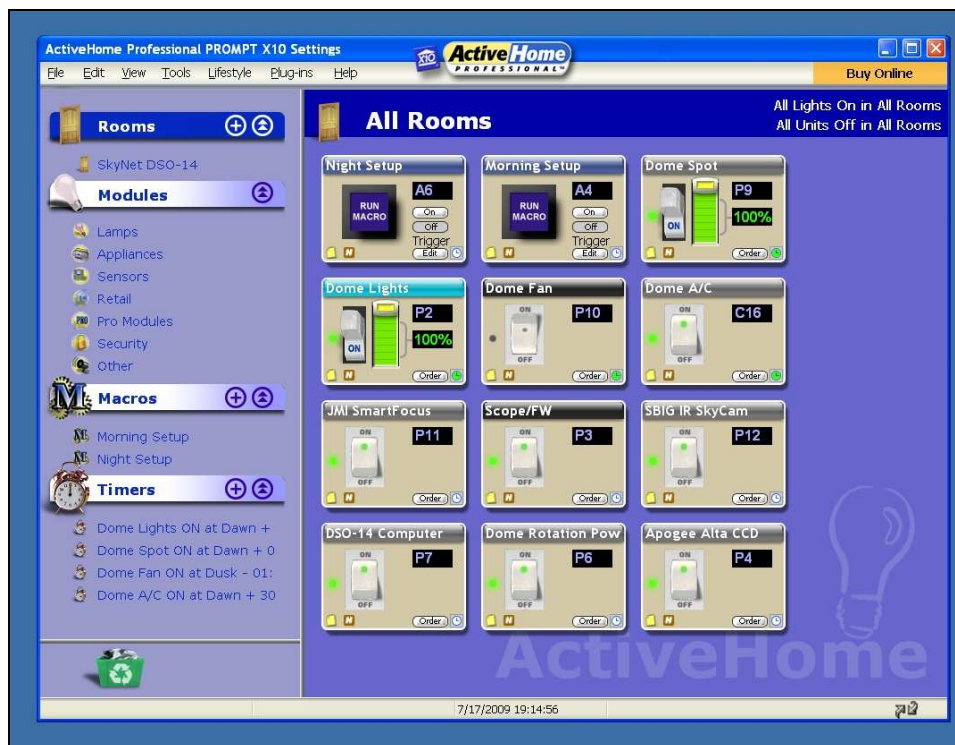 ActiveHome Professional PROMPT X10 Settings
X10 ActiveHome
PROFESSIONAL™
File Edit View Tools Lifestyle Plug-ins Help
Buy Online
Rooms
SkyNet DSO-14
Modules
Lamps
Appliances
Sensors
Retail
PRO Pro Modules
Security
Other
M Macros
Morning Setup
Night Setup
Timers
Dome Lights ON at Dawn +
Dome Spot ON at Dawn + 0
Dome Fan ON at Dusk - 01:
Dome A/C ON at Dawn + 30
All Rooms
All Lights On in All Rooms
All Units Off in All Rooms
Night Setup
RUN MACRO
A6
On
Off
Trigger
Edit
Morning Setup
RUN MACRO
A4
On
Off
Trigger
Edit
Dome Spot
ON
P9
100%
Order
Dome Lights
ON
P2
100%
Order
Dome Fan
ON
OFF
P10
Order
Dome A/C
ON
OFF
C16
Order
JMI SmartFocus
ON
OFF
P11
Order
Scope/FW
ON
OFF
P3
Order
SBIG IR SkyCam
ON
OFF
P12
Order
DSO-14 Computer
ON
OFF
P7
Order
Dome Rotation Pow
ON
OFF
P6
Order
Apogee Alta CCD
ON
OFF
P4
Order
ActiveHome
7/17/2009 19:14:56